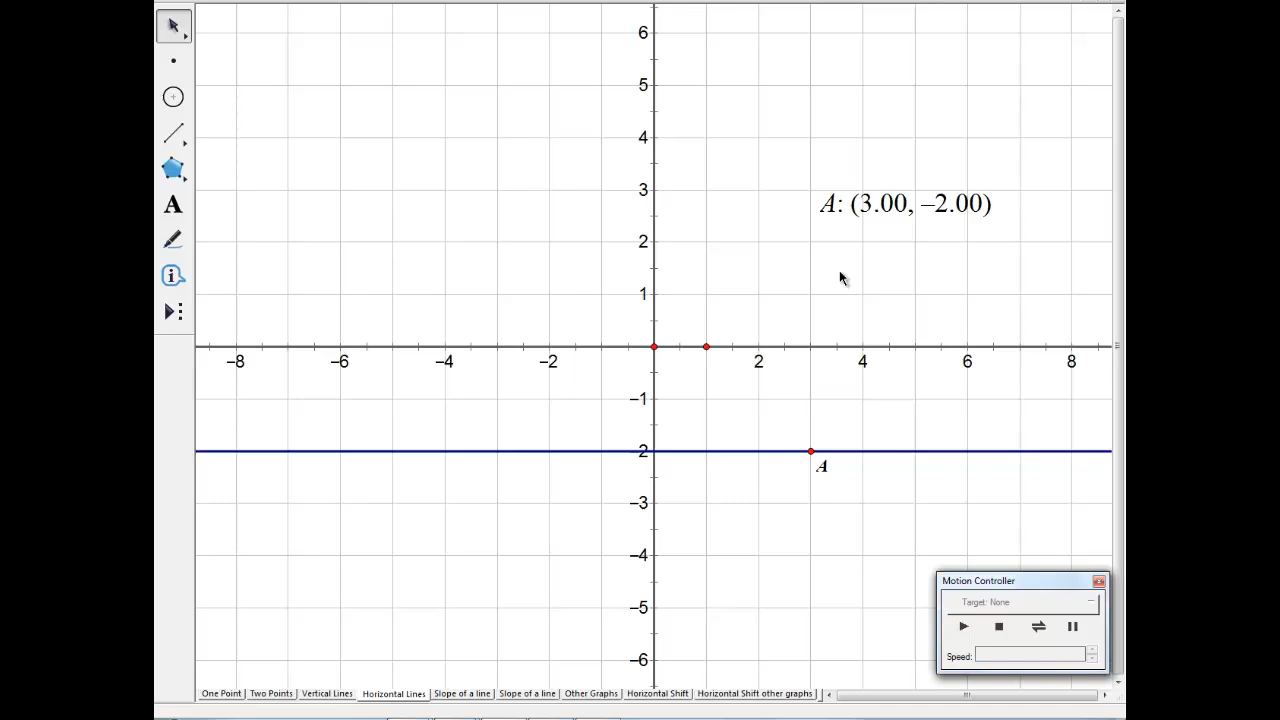 A
6
5
4
3
A: (3.00, –2.00)
2
1
–8 –6 –4 –2 2 4 6 8
–1
–2
A
–3
–4
–5
–6
Motion Controller
Target: None
Speed:
One Point Two Points Vertical Lines Horizontal Lines Slope of a line Slope of a line Other Graphs Horizontal Shift Horizontal Shift other graphs